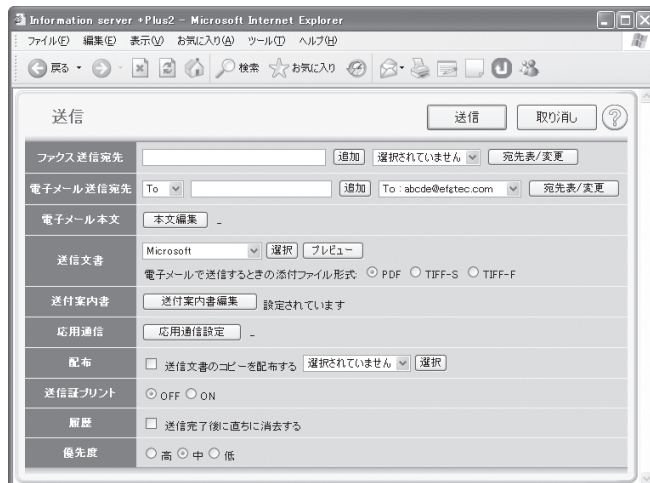 Information server +Plus2 - Microsoft Internet Explorer
ファイル(F) 編集(E) 表示(V) お気に入り(A) ツール(T) ヘルプ(H)
戻る 検索 お気に入り
送信 送信 取り消し ?
ファクス送信宛先 追加 選択されていません 宛先表/変更
電子メール送信宛先 To 追加 To:abcde@efgtec.com 宛先表/変更
電子メール本文 本文編集 -
送信文書 Microsoft 選択 プレビュー
電子メールで送信するときの添付ファイル形式: PDF TIFF-S TIFF-F
送付案内書 送付案内書編集 設定されています
応用通信 応用通信設定 -
配布 送信文書のコピーを配布する 選択されていません 選択
送信証プリント OFF ON
履歴 送信完了後に直ちに消去する
優先度 高 中 低